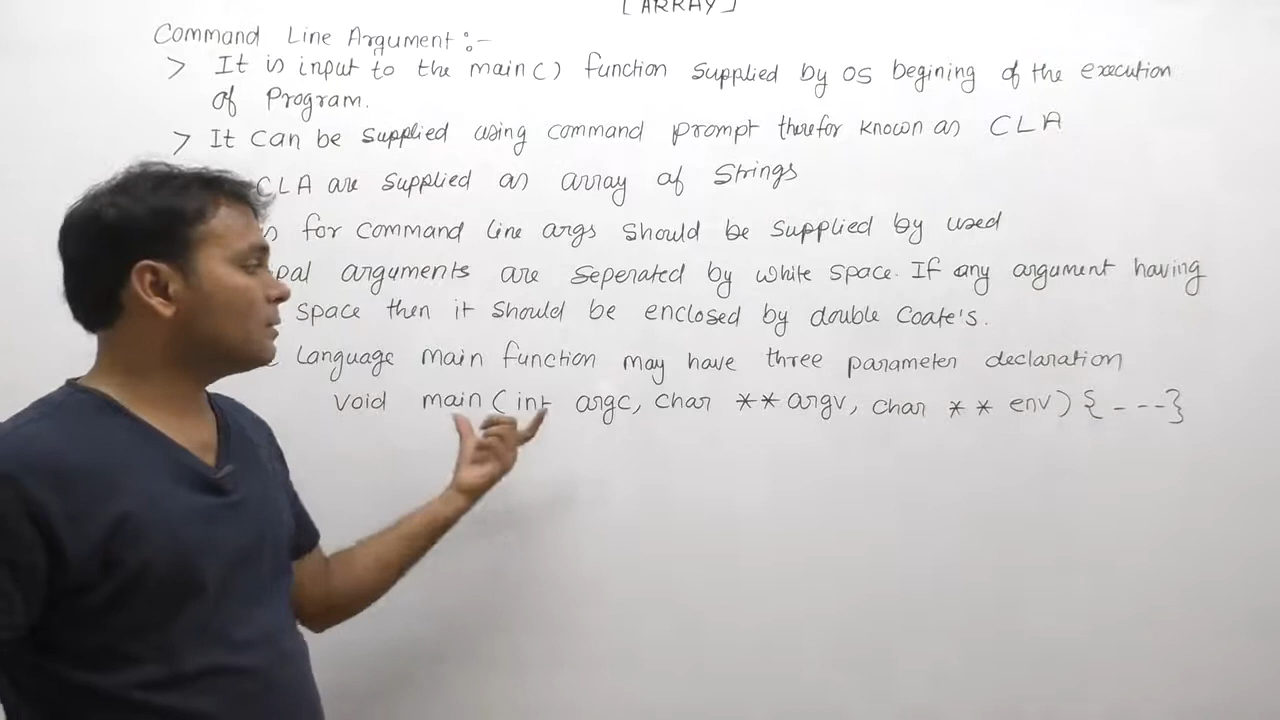 [ARRAY]
Command Line Argument :-
> It is input to the main() function supplied by OS begining of the execution
of Program.
> It can be supplied using command prompt therefor known as CLA
CLA are supplied as array of Strings
for command line args should be supplied by used
arguments are seperated by white space. If any argument having
space then it should be enclosed by double Coate's.
Language main function may have three parameter declaration
void main(int argc, char **argv, char ** env) { - --- }